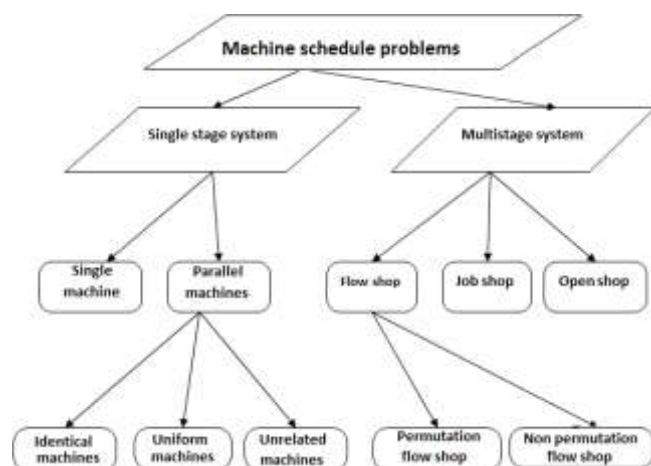 Machine schedule problems
Single stage system
Multistage system
Single
machine
Parallel
machines
Flow shop
Job shop
Open shop
Identical
machines
Uniform
machines
Unrelated
machines
Permutation
flow shop
Non permutation
flow shop